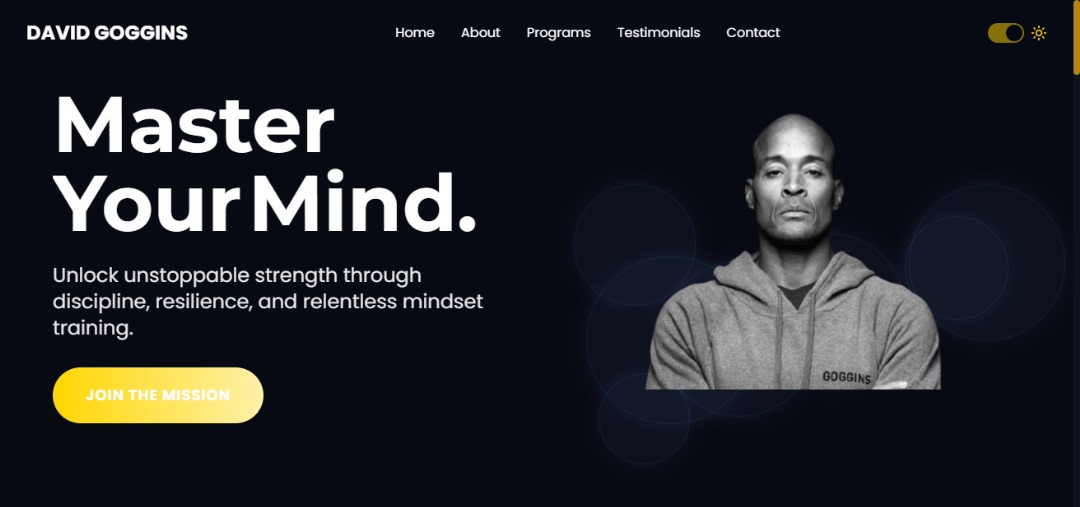 DAVID GOGGINS
Home About Programs Testimonials Contact
Master
Your Mind.
Unlock unstoppable strength through
discipline, resilience, and relentless mindset
training.
JOIN THE MISSION
GOGGINS